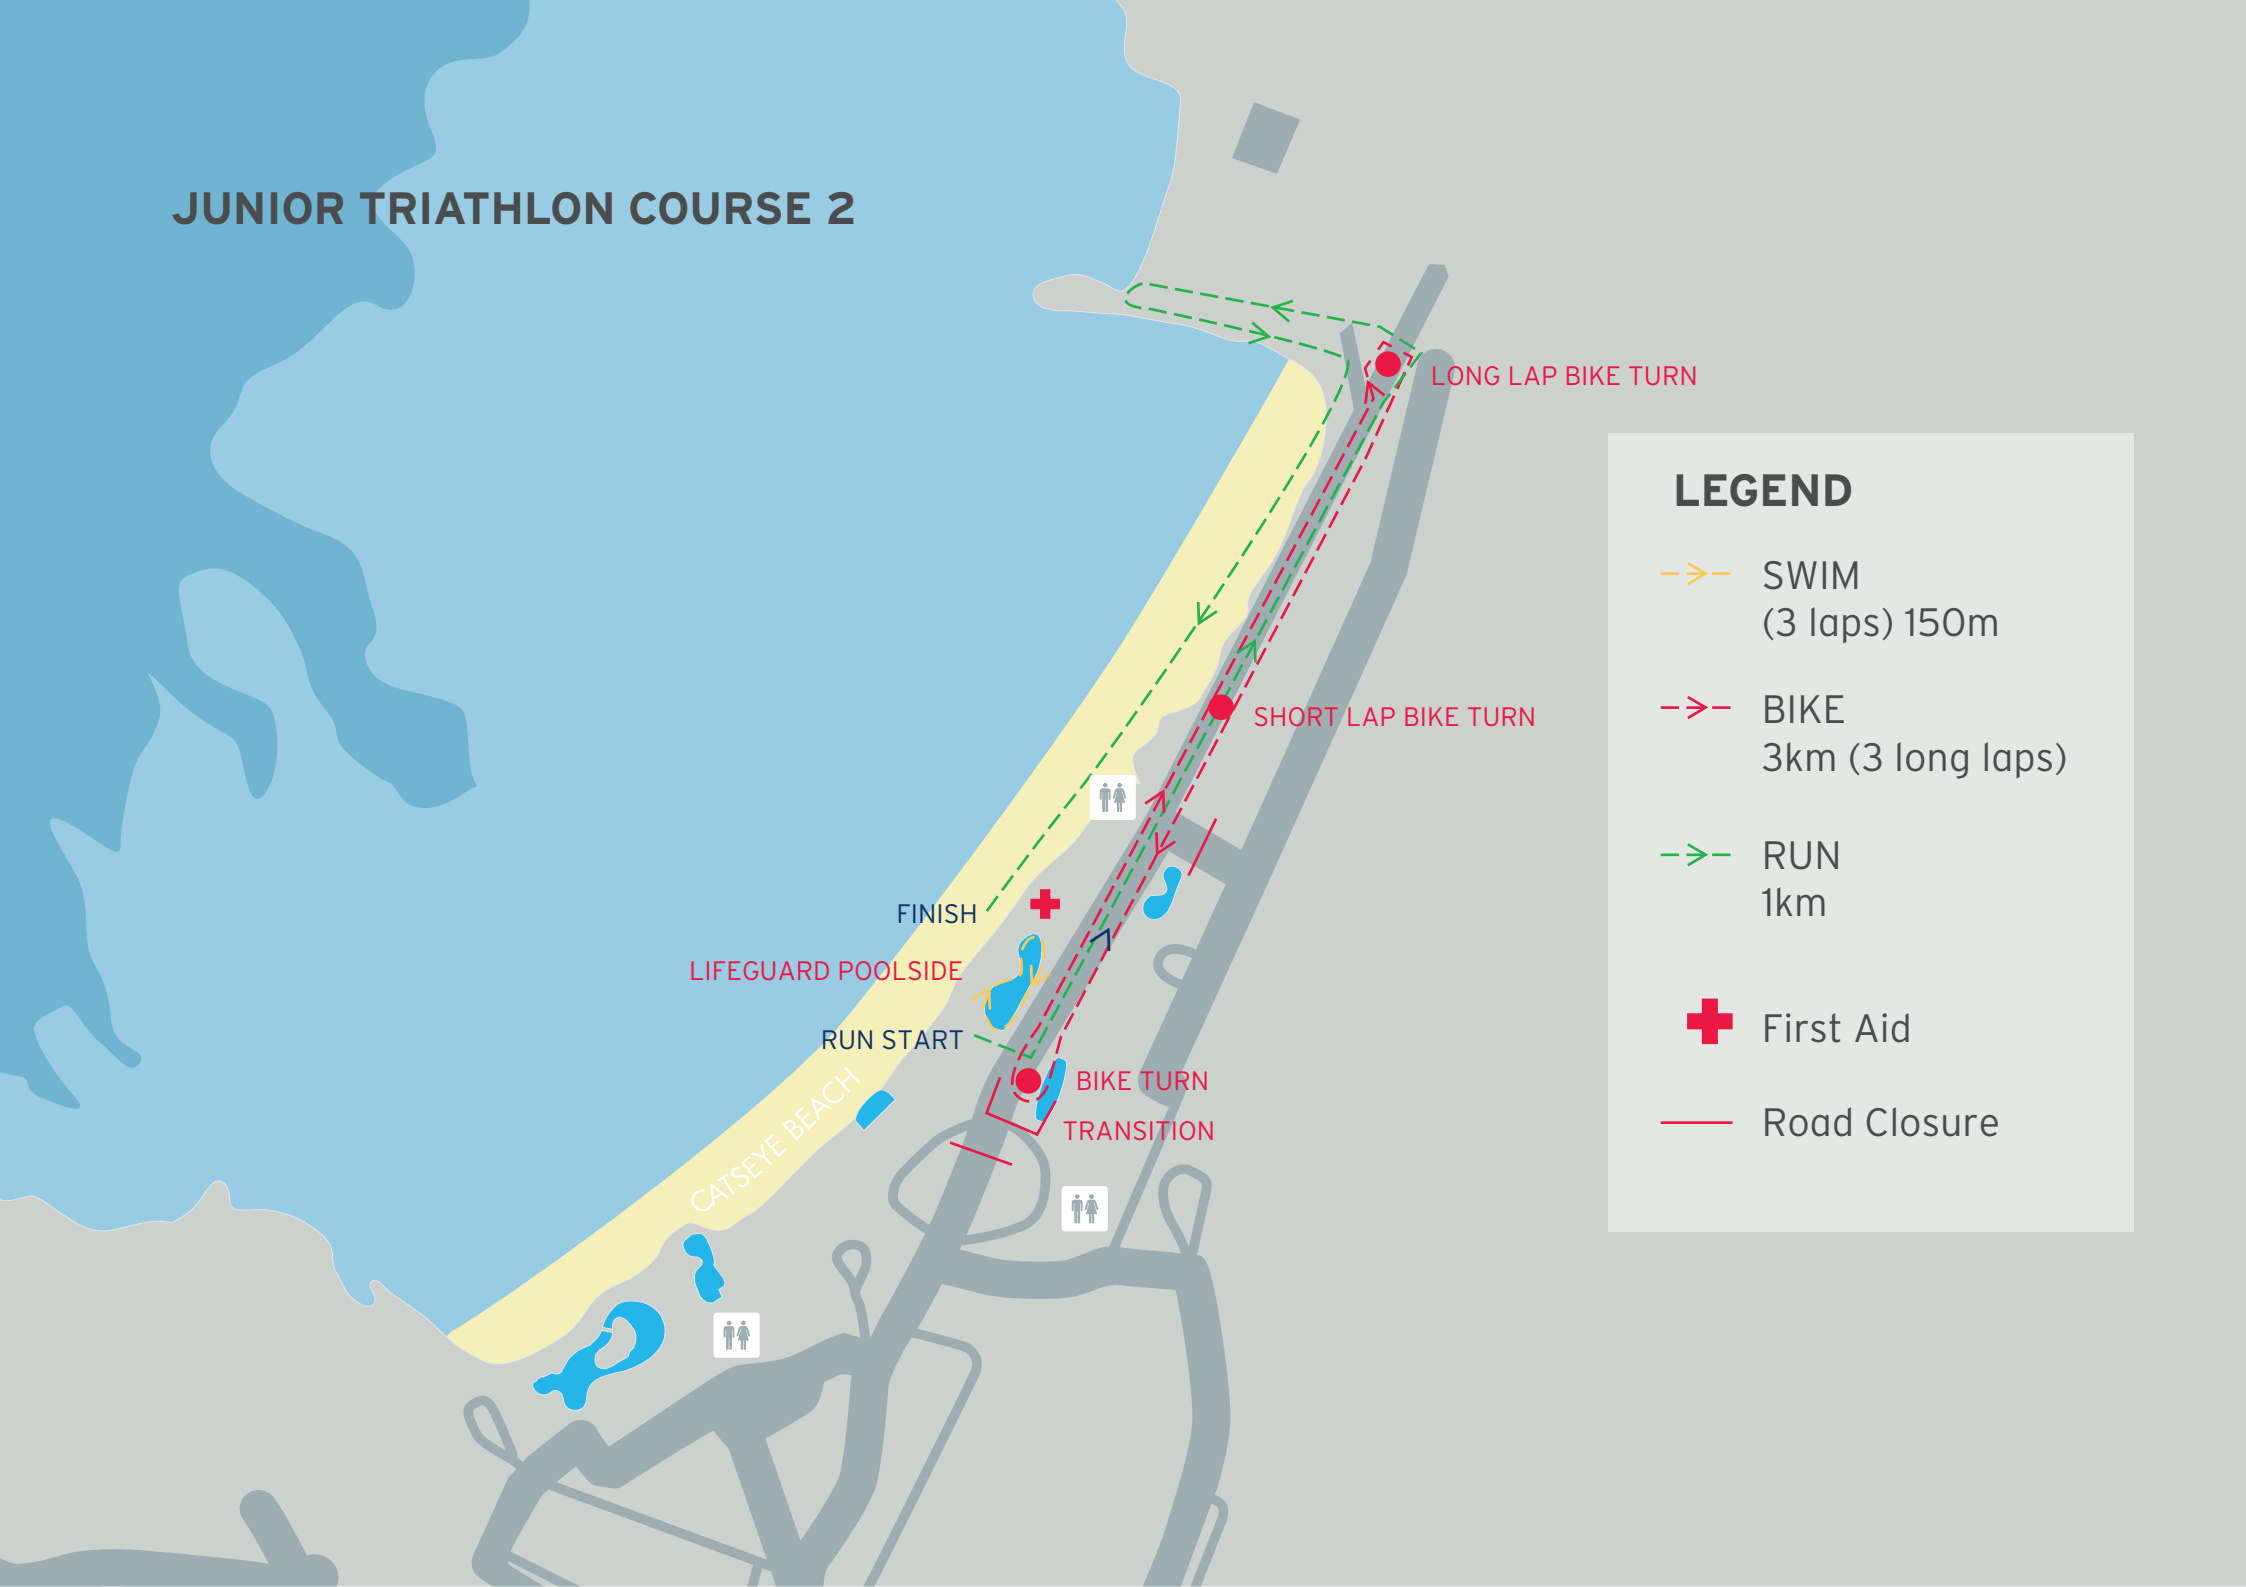 JUNIOR TRIATHLON COURSE 2
LONG LAP BIKE TURN
SHORT LAP BIKE TURN
FINISH
LIFEGUARD POOLSIDE
RUN START
BIKE TURN
TRANSITION
CATSEYE BEACH
LEGEND
SWIM
(3 laps) 150m
BIKE
3km (3 long laps)
RUN
1km
First Aid
Road Closure